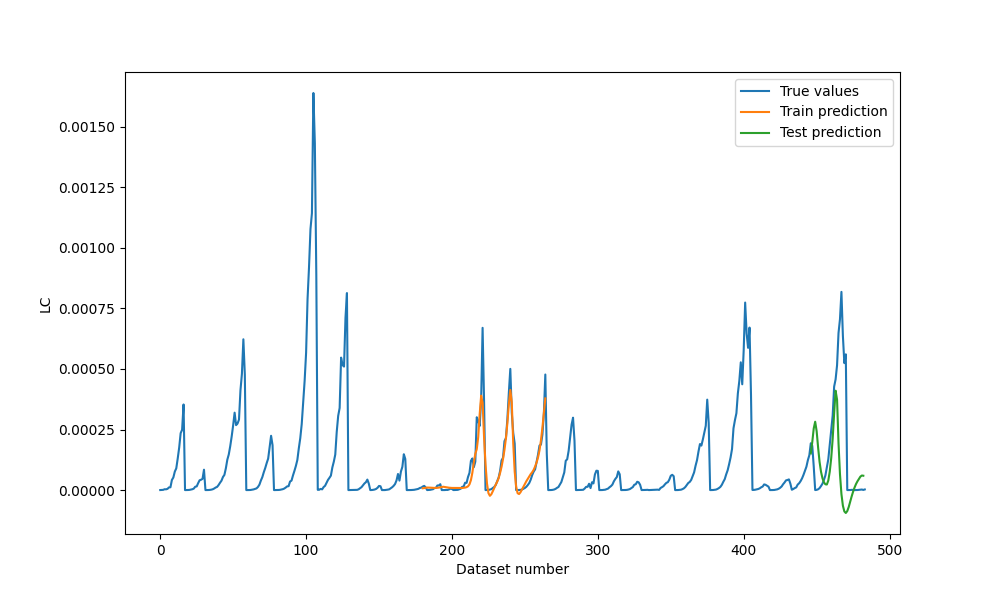 True values
Train prediction
Test prediction
0.00150
0.00125
0.00100
0.00075
0.00050
0.00025
0.00000
LC
0 100 200 300 400 500
Dataset number